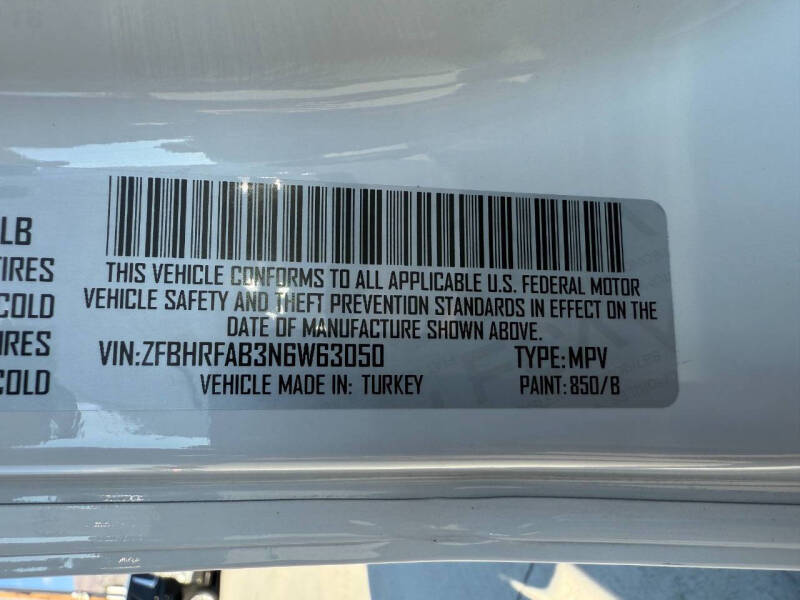 LB
TIRES
COLD
IRES
COLD
THIS VEHICLE CONFORMS TO ALL APPLICABLE U.S. FEDERAL MOTOR
VEHICLE SAFETY AND THEFT PREVENTION STANDARDS IN EFFECT ON THE
DATE OF MANUFACTURE SHOWN ABOVE.
VIN:ZFBHRFAB3N6W63050 TYPE:MPV
VEHICLE MADE IN: TURKEY PAINT:850/B